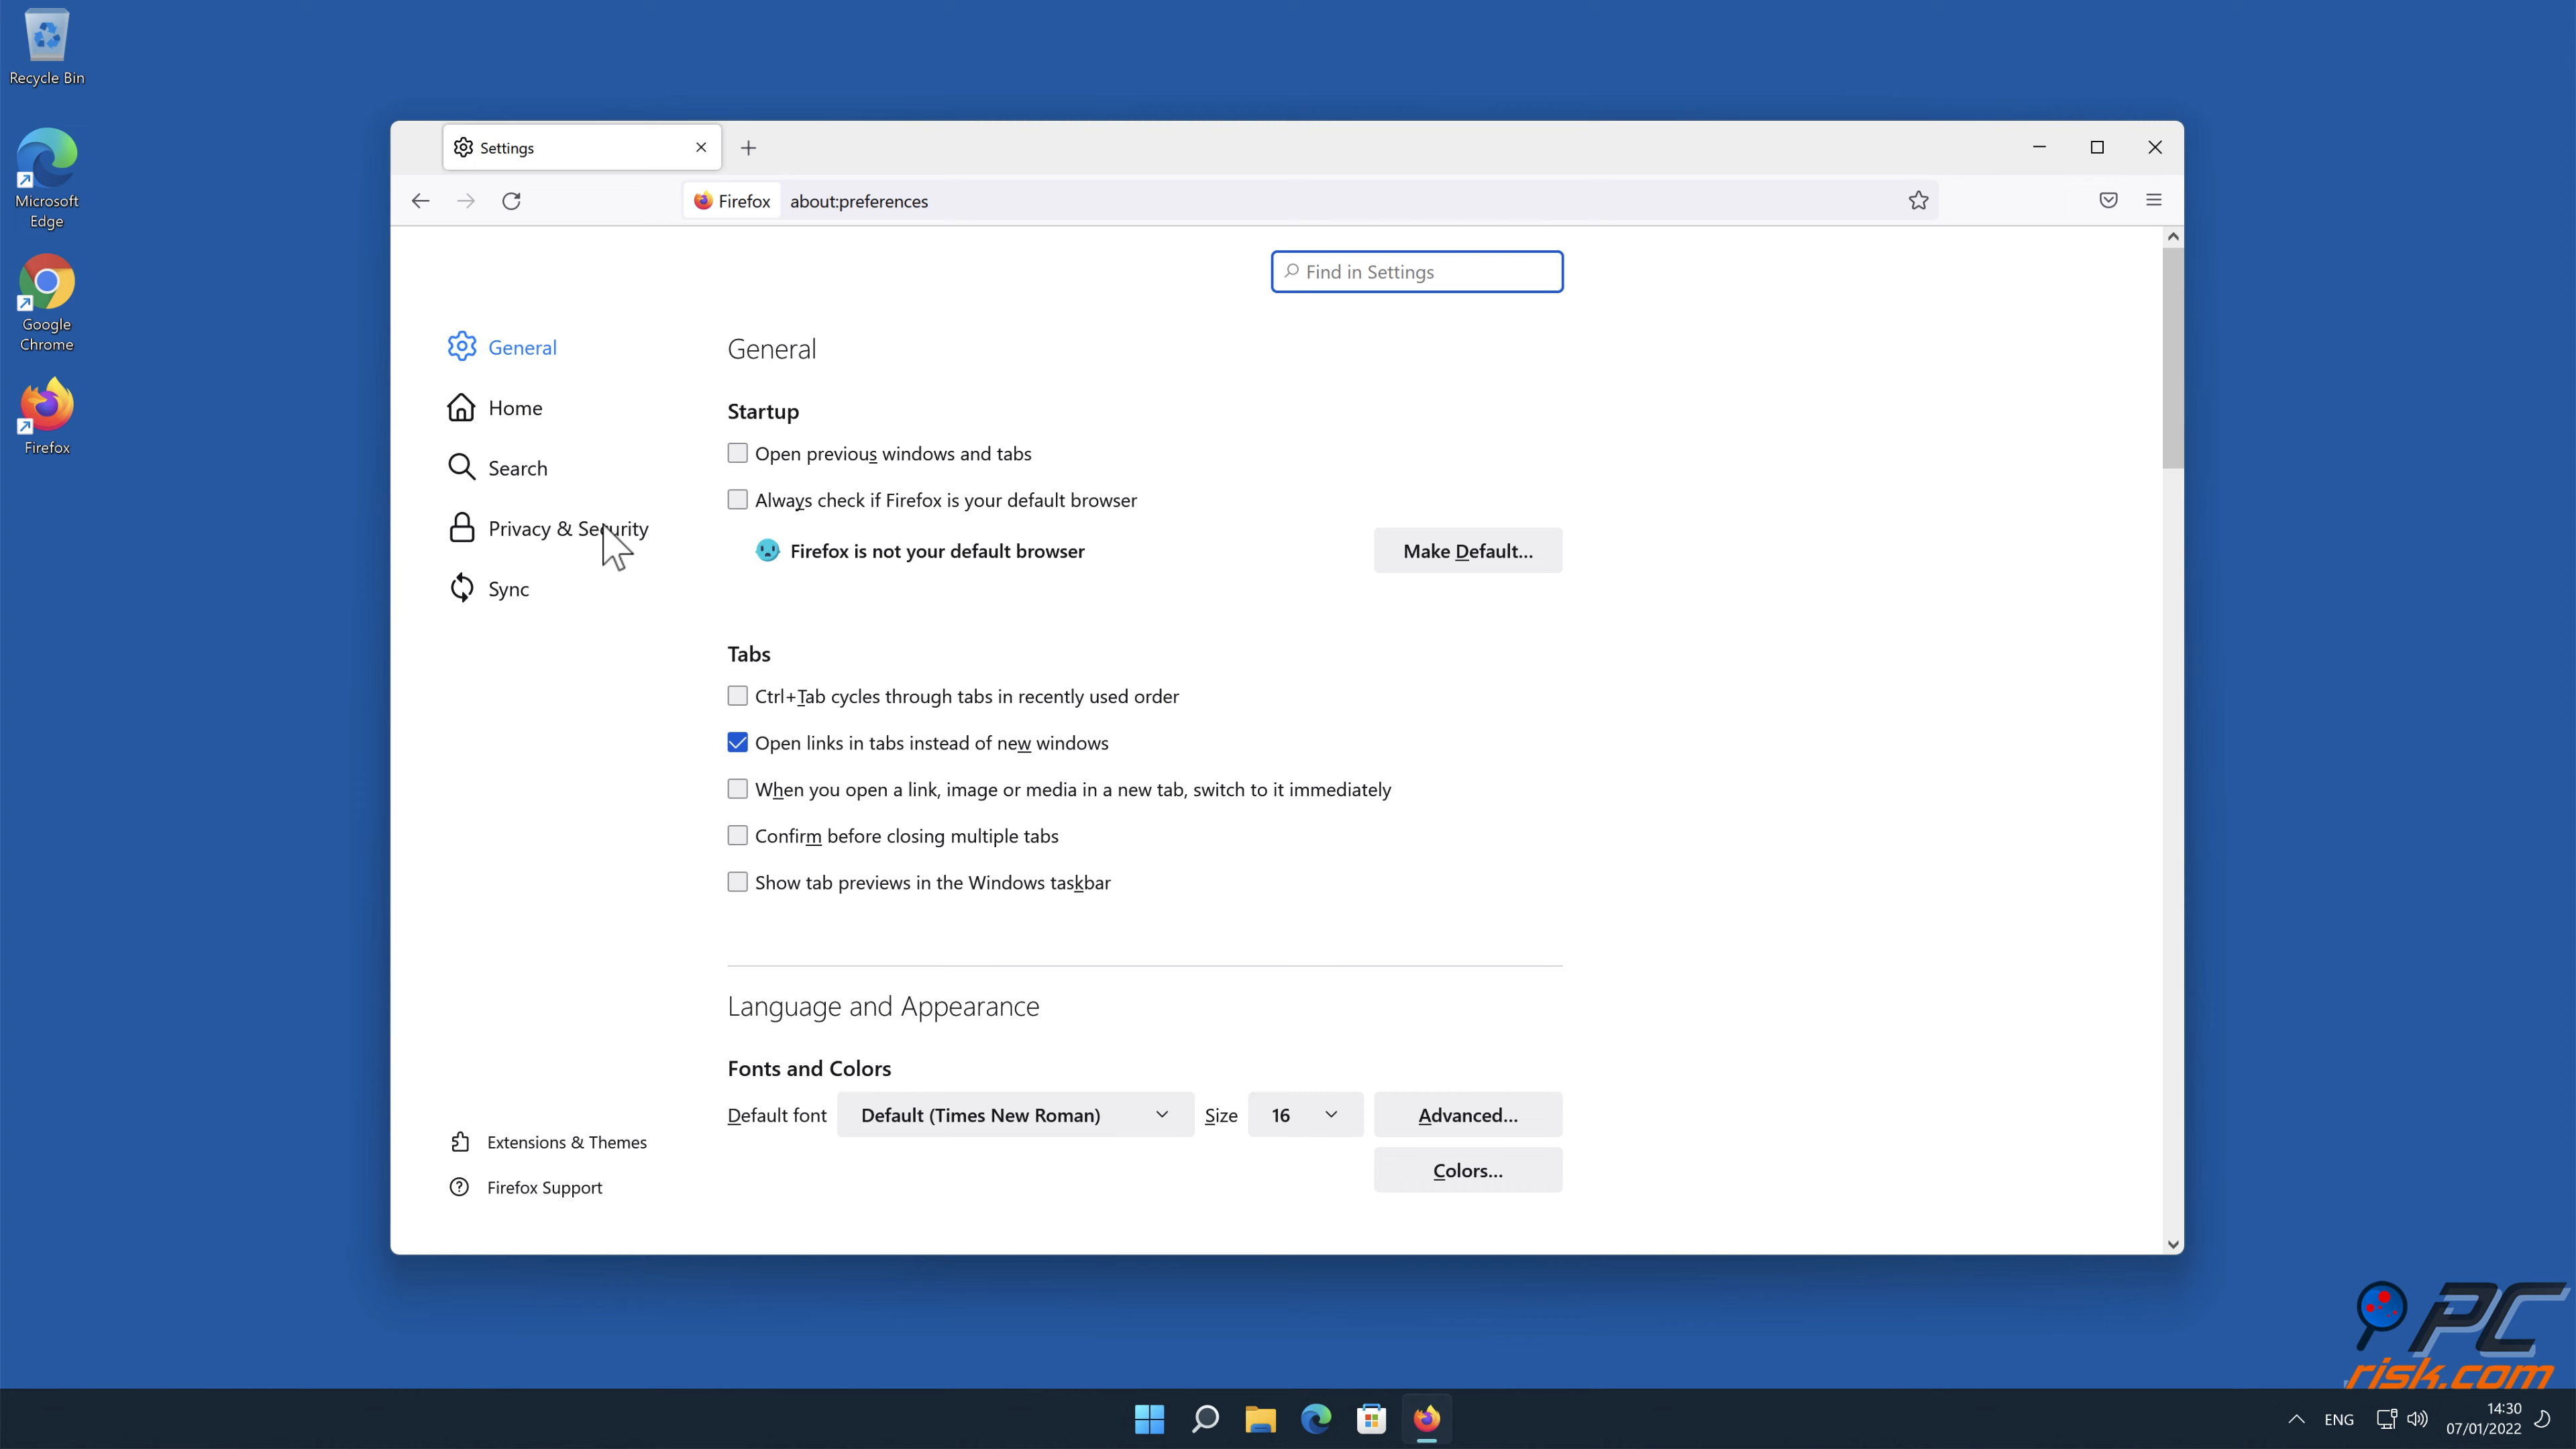 Recycle Bin
Microsoft
Edge
Google
Chrome
Firefox
Settings
Firefox
about:preferences
Find in Settings
General
Home
Search
Privacy & Security
Sync
Extensions & Themes
Firefox Support
General
Startup
Open previous windows and tabs
Always check if Firefox is your default browser
Firefox is not your default browser
Make Default...
Tabs
Ctrl+Tab cycles through tabs in recently used order
Open links in tabs instead of new windows
When you open a link, image or media in a new tab, switch to it immediately
Confirm before closing multiple tabs
Show tab previews in the Windows taskbar
Language and Appearance
Fonts and Colors
Default font
Default (Times New Roman)
Size
16
Advanced...
Colors...
PC
risk.com
ENG
14:30
07/01/2022